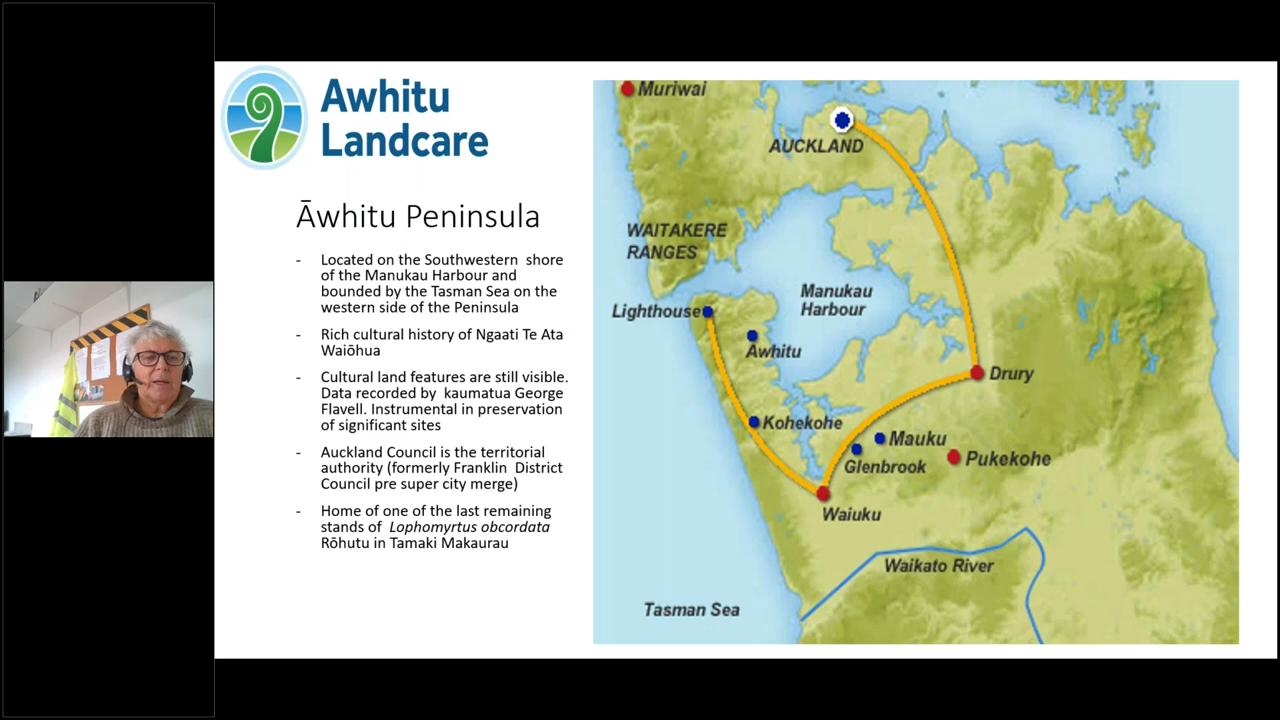 Awhitu
Landcare
Āwhitu Peninsula
- Located on the Southwestern shore
of the Manukau Harbour and
bounded by the Tasman Sea on the
western side of the Peninsula
- Rich cultural history of Ngaati Te Ata
Waiōhua
- Cultural land features are still visible.
Data recorded by kaumatua George
Flavell. Instrumental in preservation
of significant sites
- Auckland Council is the territorial
authority (formerly Franklin District
Council pre super city merge)
- Home of one of the last remaining
stands of Lophomyrtus obcordata
Rōhutu in Tamaki Makaurau
Muriwai
AUCKLAND
WAITAKERE
RANGES
Manukau
Harbour
Lighthouse
Awhitu
Drury
Kohekohe
Mauku
Glenbrook
Pukekohe
Waiuku
Waikato River
Tasman Sea